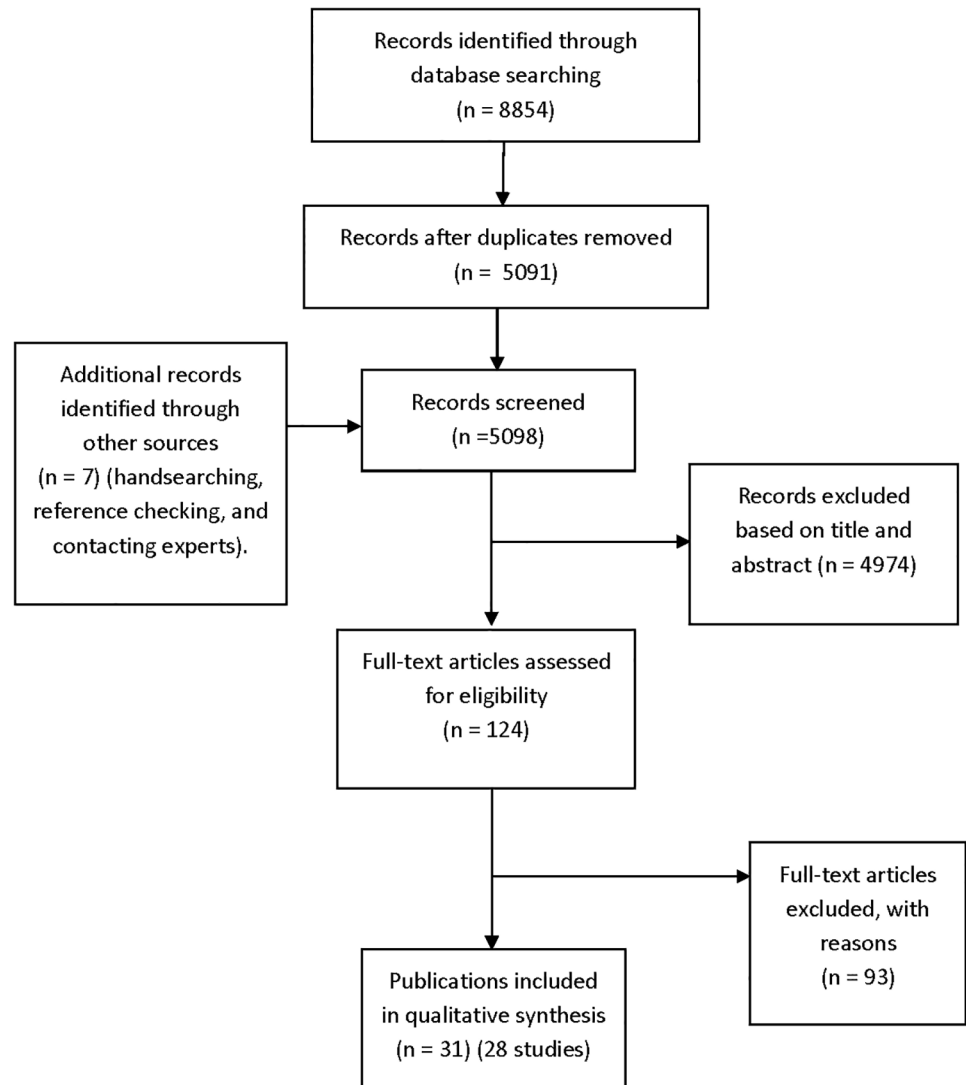 Records identified through
database searching
(n = 8854)
Records after duplicates removed
(n =  5091)
Additional records
identified through
other sources
(n = 7) (handsearching,
reference checking, and
contacting experts).
Records screened
(n =5098)
Records excluded
based on title and
abstract (n = 4974)
Full-text articles assessed
for eligibility
(n = 124)
Full-text articles
excluded, with
reasons
(n = 93)
Publications included
in qualitative synthesis
(n = 31) (28 studies)